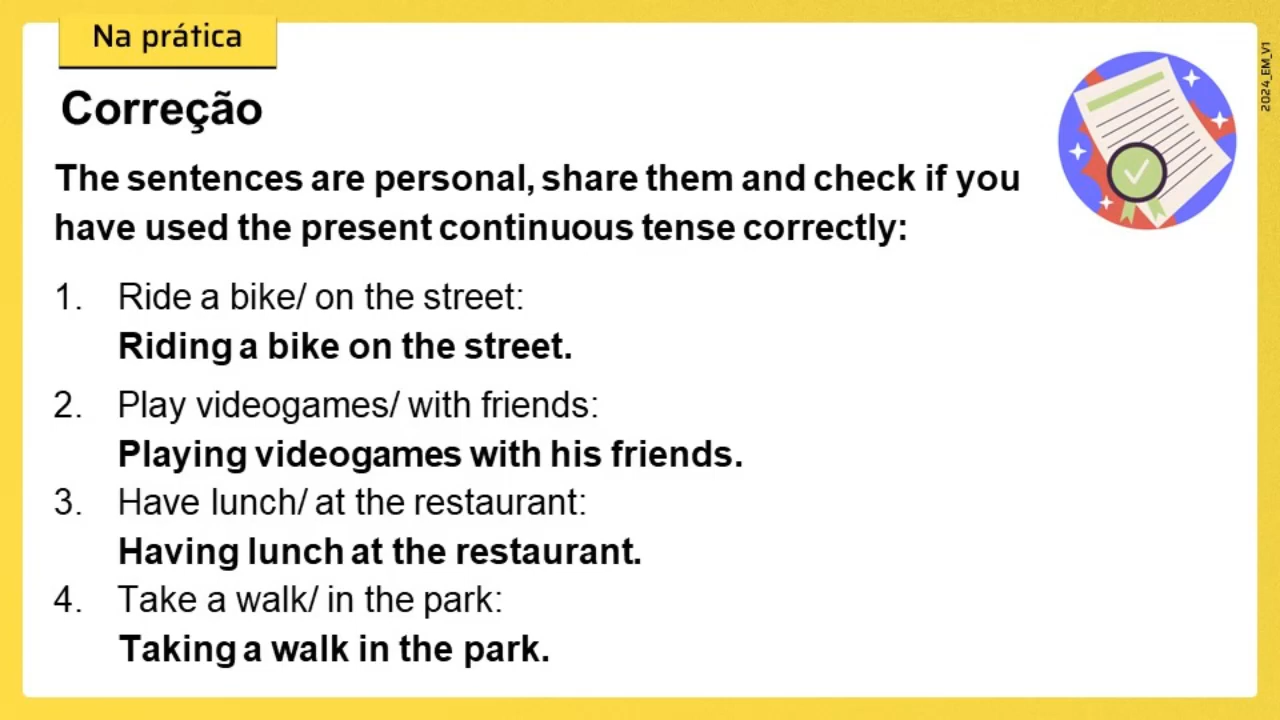 Na prática
2024_EM_V1
Correção
The sentences are personal, share them and check if you
have used the present continuous tense correctly:
1. Ride a bike/ on the street:
Riding a bike on the street.
2. Play videogames/ with friends:
Playing videogames with his friends.
3. Have lunch/ at the restaurant:
Having lunch at the restaurant.
4. Take a walk/ in the park:
Taking a walk in the park.